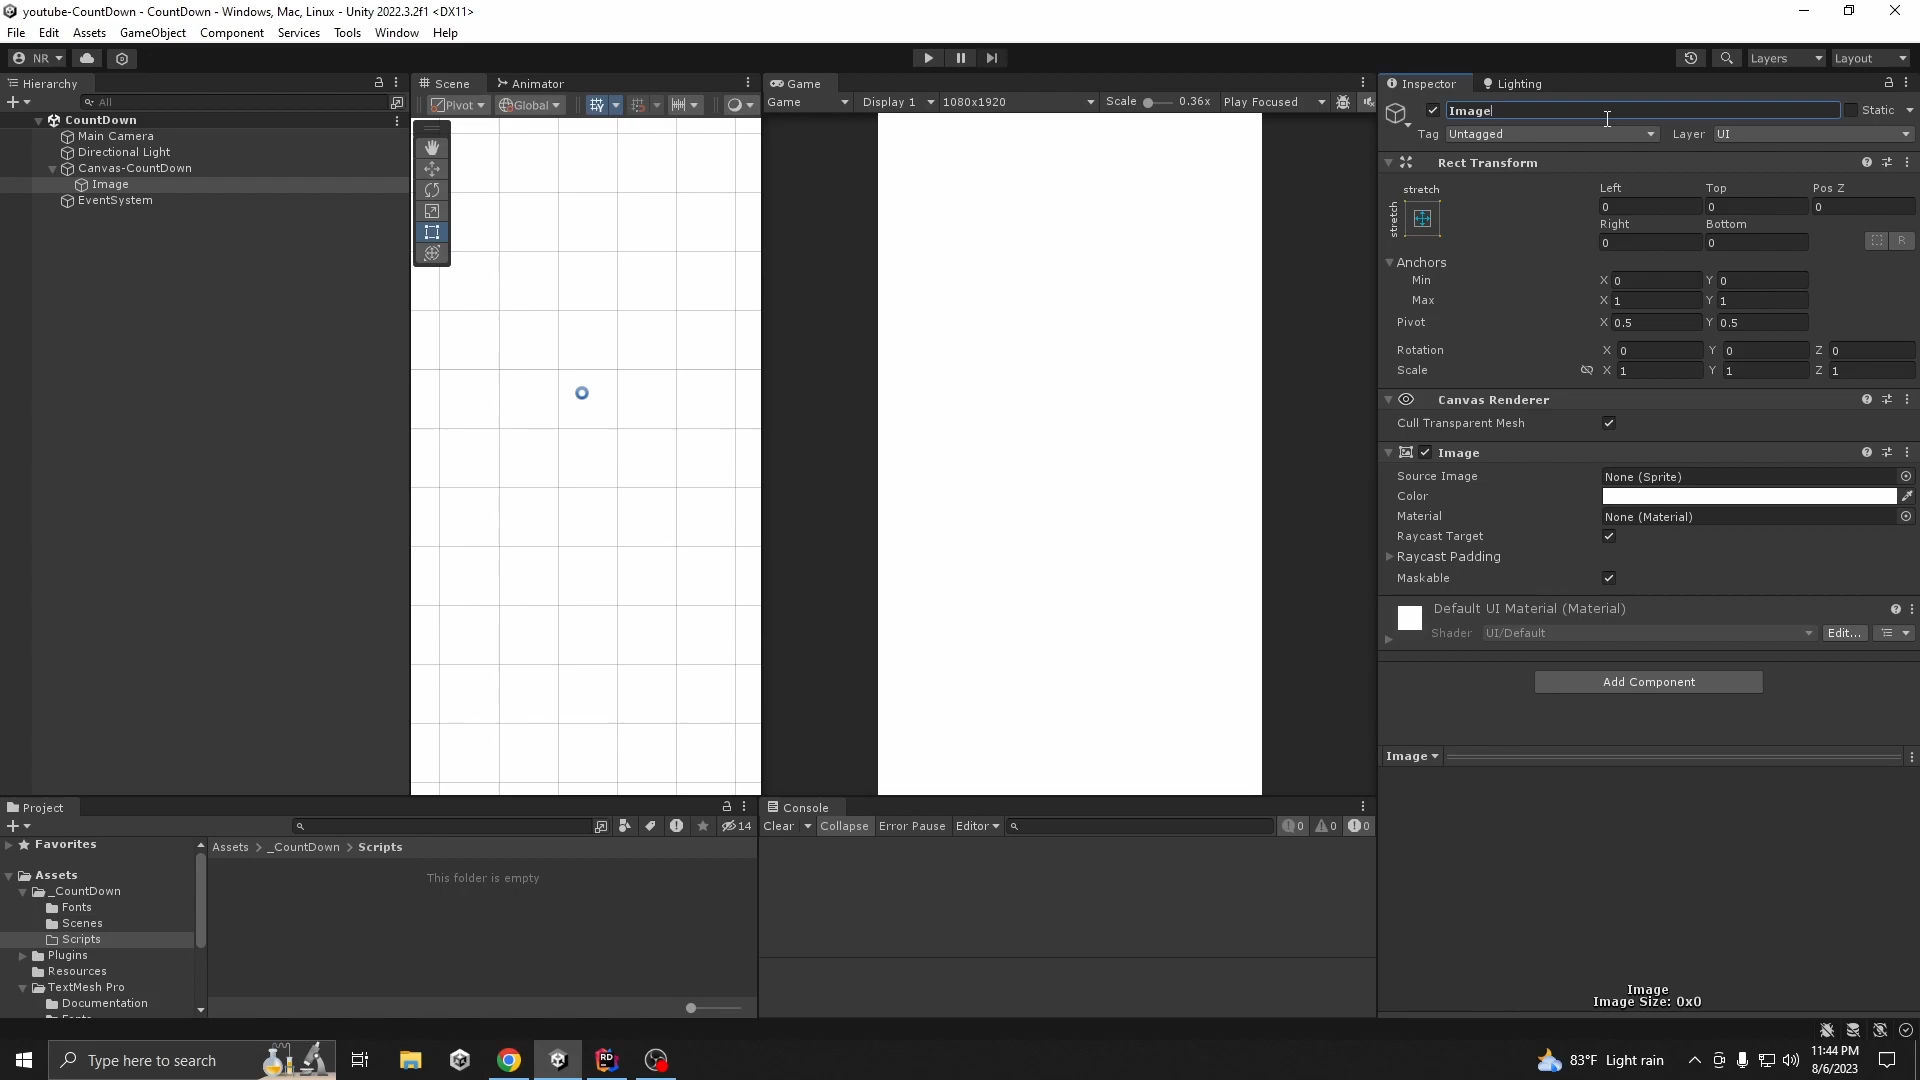 youtube-CountDown - CountDown - Windows, Mac, Linux - Unity 2022.3.2f1 <DX11>
File Edit Assets GameObject Component Services Tools Window Help
NR Layers Layout
Hierarchy
All
CountDown
Main Camera
Directional Light
Canvas-CountDown
Image
EventSystem
Scene Animator
Pivot Global
Game
Game Display 1 1080x1920 Scale 0.36x Play Focused
Inspector Lighting
Image Static
Tag Untagged Layer UI
Rect Transform
stretch
stretch
Left Top Pos Z
0 0 0
Right Bottom
0 0 R
Anchors
Min X 0 Y 0
Max X 1 Y 1
Pivot X 0.5 Y 0.5
Rotation X 0 Y 0 Z 0
Scale X 1 Y 1 Z 1
Canvas Renderer
Cull Transparent Mesh
Image
Source Image None (Sprite)
Color
Material None (Material)
Raycast Target
Raycast Padding
Maskable
Default UI Material (Material)
Shader UI/Default Edit...
Add Component
Image
Image
Image Size: 0x0
Project
14
Favorites
Assets
_CountDown
Fonts
Scenes
Scripts
Plugins
Resources
TextMesh Pro
Documentation
Assets > _CountDown > Scripts
This folder is empty
Console
Clear Collapse Error Pause Editor 0 0 0
Type here to search
83°F Light rain
11:44 PM
8/6/2023